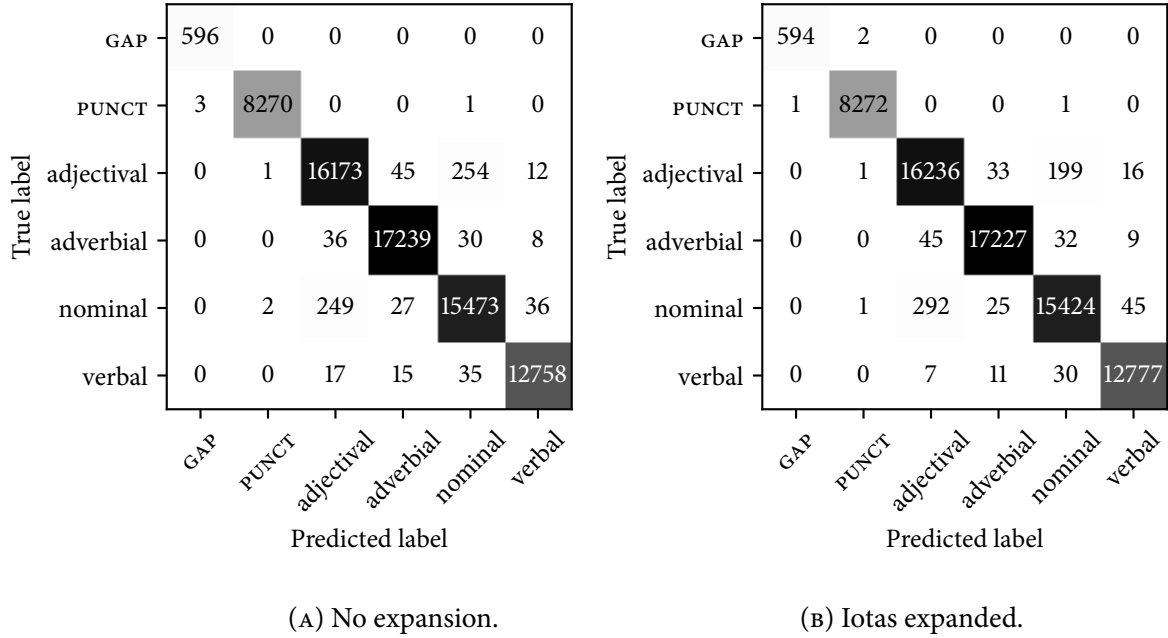 GAP 596 0 0 0 0 0
PUNCT 3 8270 0 0 1 0
adjectival 0 1 16173 45 254 12
adverbial 0 0 36 17239 30 8
nominal 0 2 249 27 15473 36
verbal 0 0 17 15 35 12758
True label
GAP PUNCT adjectival adverbial nominal verbal
Predicted label
(A) No expansion.
GAP 594 2 0 0 0 0
PUNCT 1 8272 0 0 1 0
adjectival 0 1 16236 33 199 16
adverbial 0 0 45 17227 32 9
nominal 0 1 292 25 15424 45
verbal 0 0 7 11 30 12777
True label
GAP PUNCT adjectival adverbial nominal verbal
Predicted label
(B) Iotas expanded.